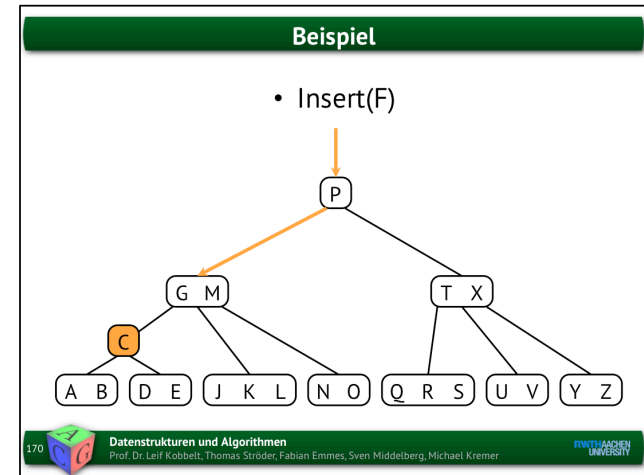 Beispiel
• Insert(F)
P
G M
T X
C
A B
D E
J K L
N O
Q R S
U V
Y Z
170
A
C
G
Datenstrukturen und Algorithmen
Prof. Dr. Leif Kobbelt, Thomas Ströder, Fabian Emmes, Sven Middelberg, Michael Kremer
RWTHAACHEN
UNIVERSITY